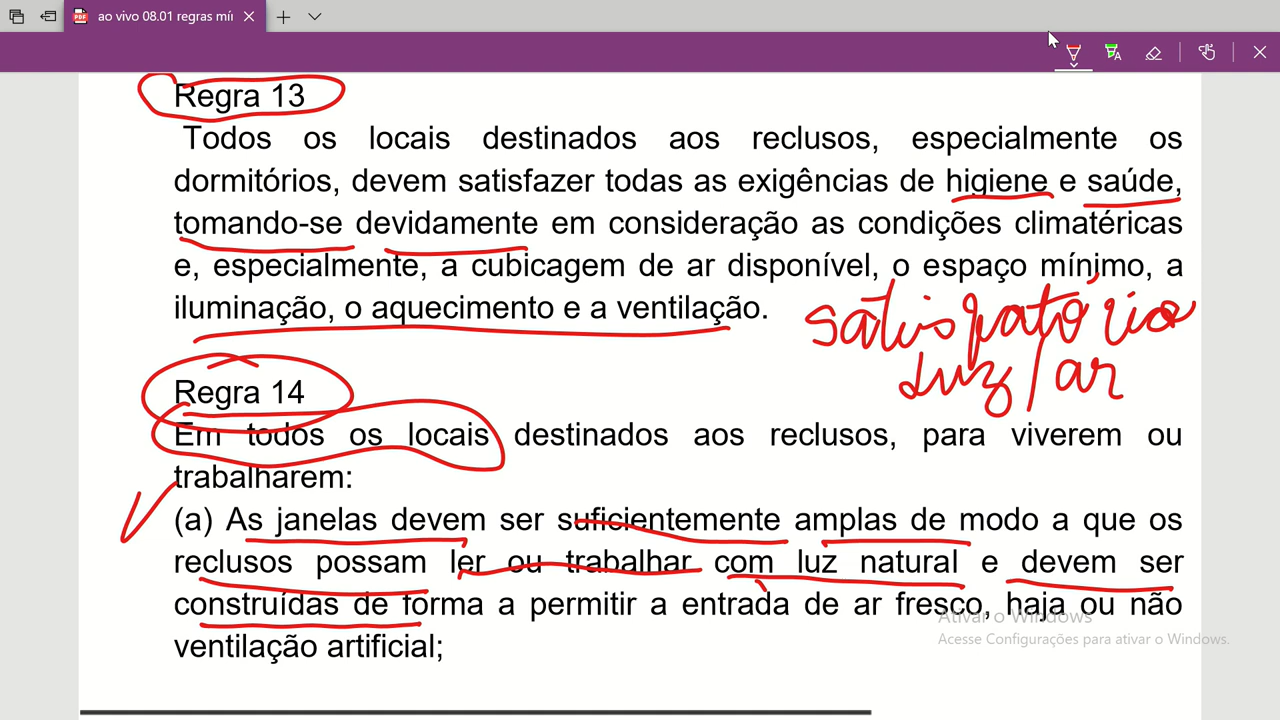 ao vivo 08.01 regras mí
Regra 13
Todos os locais destinados aos reclusos, especialmente os
dormitórios, devem satisfazer todas as exigências de higiene e saúde,
tomando-se devidamente em consideração as condições climatéricas
e, especialmente, a cubicagem de ar disponível, o espaço mínimo, a
iluminação, o aquecimento e a ventilação.
satisfatória
luz/ar
Regra 14
Em todos os locais destinados aos reclusos, para viverem ou
trabalharem:
(a) As janelas devem ser suficientemente amplas de modo a que os
reclusos possam ler ou trabalhar com luz natural e devem ser
construídas de forma a permitir a entrada de ar fresco, haja ou não
ventilação artificial;
Ativar o Windows
Acesse Configurações para ativar o Windows.